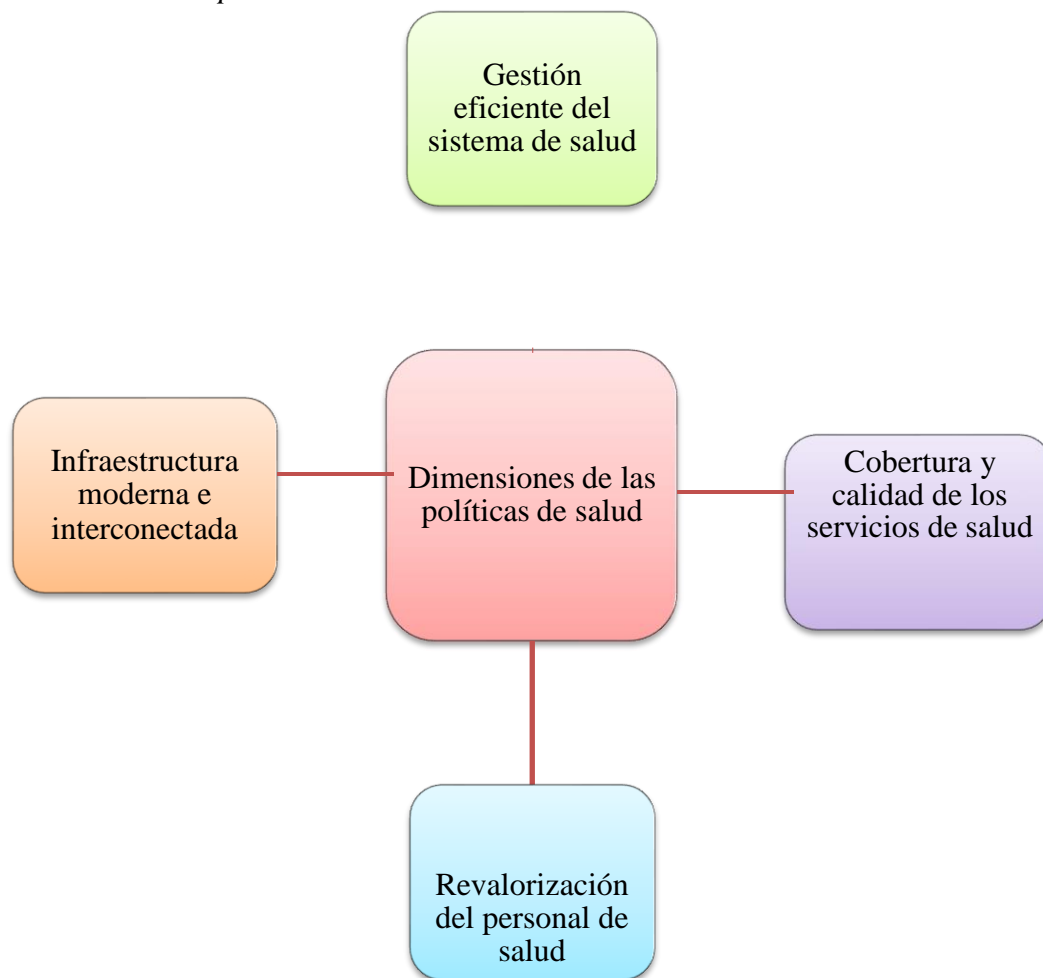 Gestión
eficiente del
sistema de salud
Infraestructura
moderna e
interconectada
Dimensiones de las
políticas de salud
Cobertura y
calidad de los
servicios de salud
Revalorización
del personal de
salud